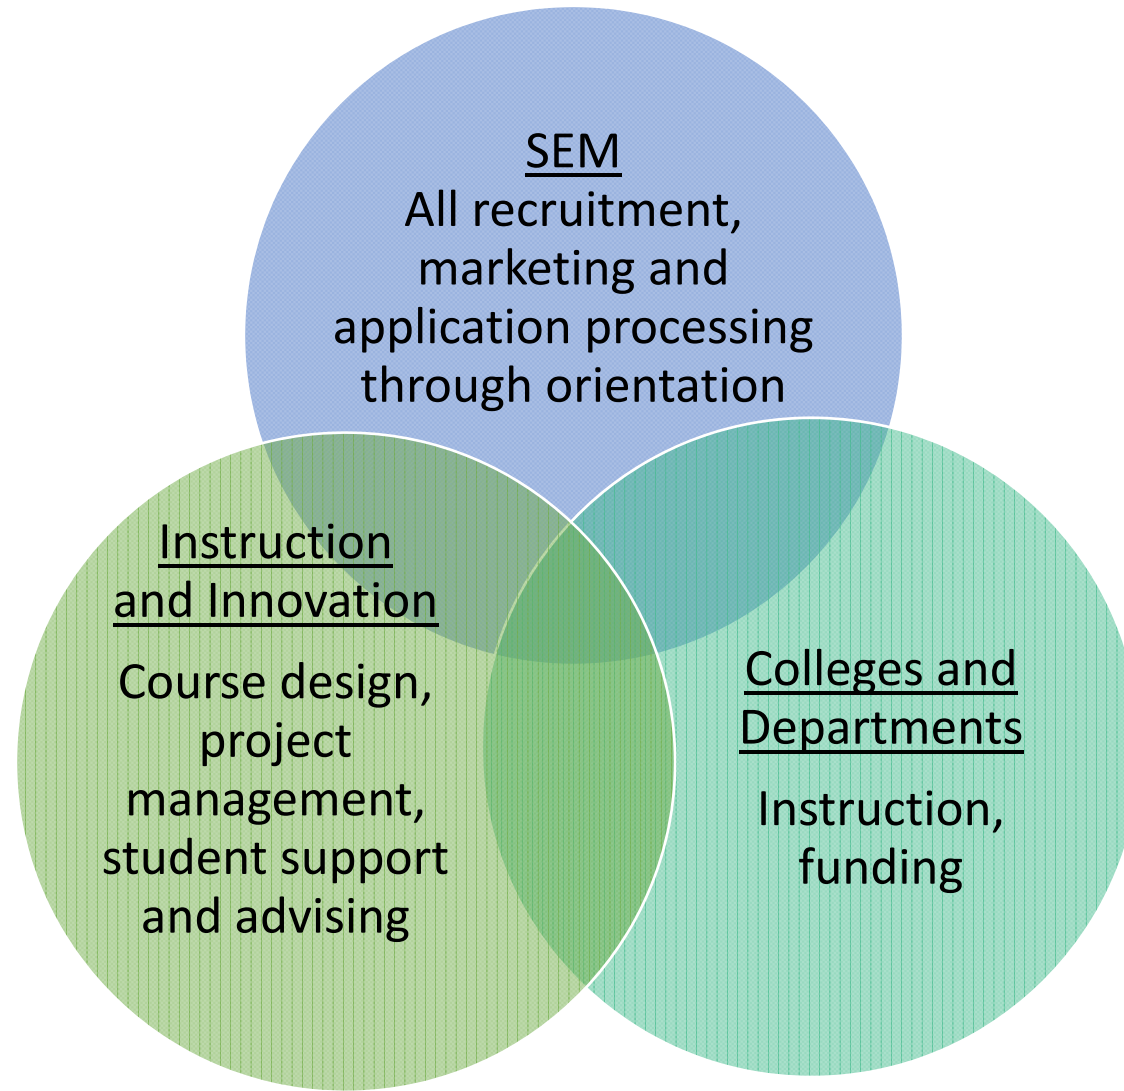 SEM
All recruitment,
marketing and
application processing
through orientation
Instruction
and Innovation
Course design,
project
management,
student support
and advising
Colleges and
Departments
Instruction,
funding